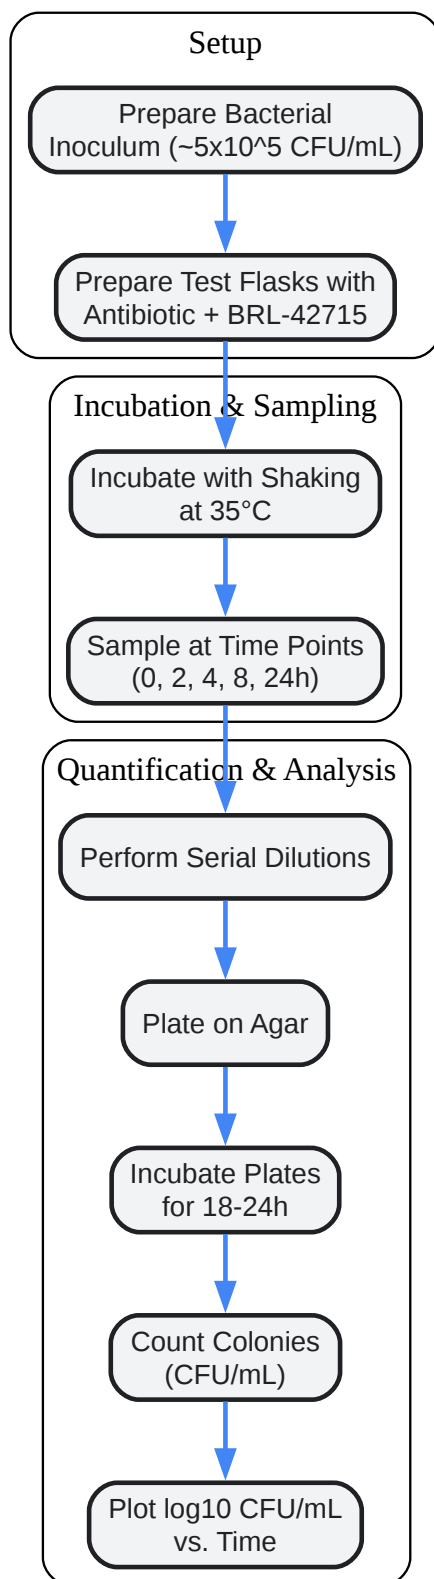 Setup
Prepare Bacterial
Inoculum (~5x10^5 CFU/mL)
Prepare Test Flasks with
Antibiotic + BRL-42715
Incubation & Sampling
Incubate with Shaking
at 35°C
Sample at Time Points
(0, 2, 4, 8, 24h)
Quantification & Analysis
Perform Serial Dilutions
Plate on Agar
Incubate Plates
for 18-24h
Count Colonies
(CFU/mL)
Plot log10 CFU/mL
vs. Time